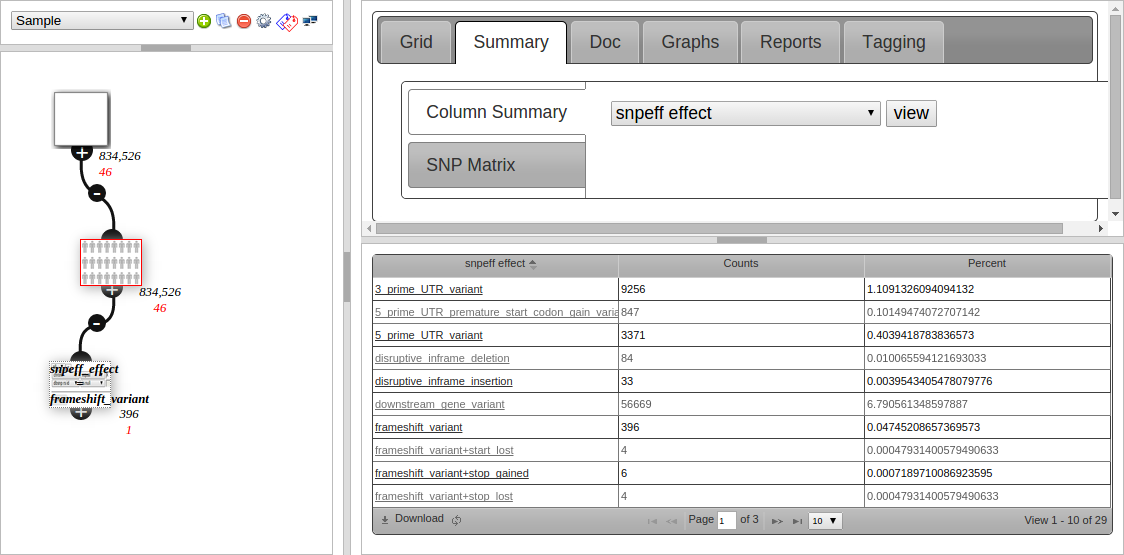 Sample
834,526
46
834,526
46
snpeff_effect
frameshift_variant
396
1
Grid Summary Doc Graphs Reports Tagging
Column Summary
snpeff effect view
SNP Matrix
snpeff effect Counts Percent
3_prime_UTR_variant 9256 1.1091326094094132
5_prime_UTR_premature_start_codon_gain_varia 847 0.10149474072707142
5_prime_UTR_variant 3371 0.4039418783836573
disruptive_inframe_deletion 84 0.010065594121693033
disruptive_inframe_insertion 33 0.0039543405478079776
downstream_gene_variant 56669 6.790561348597887
frameshift_variant 396 0.04745208657369573
frameshift_variant+start_lost 4 0.00047931400579490633
frameshift_variant+stop_gained 6 0.0007189710086923595
frameshift_variant+stop_lost 4 0.00047931400579490633
Download Page 1 of 3 10 View 1 - 10 of 29